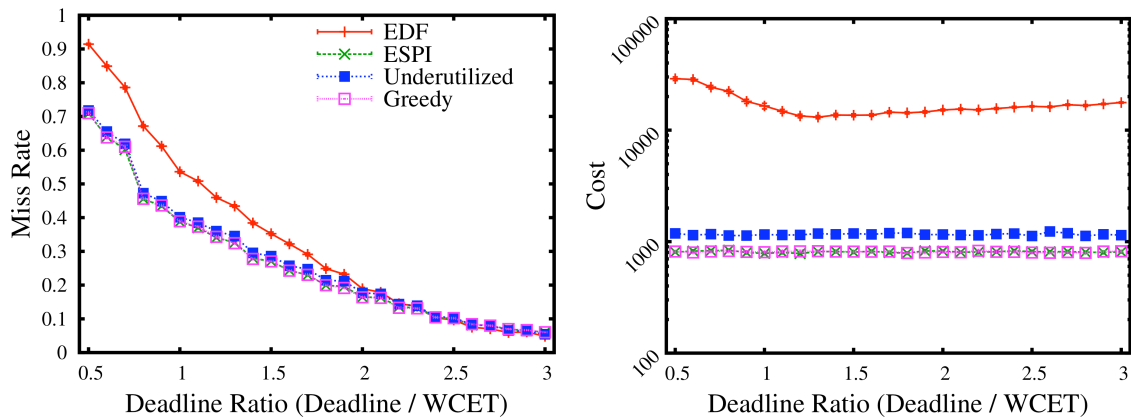 Miss Rate
1
0.9
0.8
0.7
0.6
0.5
0.4
0.3
0.2
0.1
0
EDF
ESPI
Underutilized
Greedy
0.5 1 1.5 2 2.5 3
Deadline Ratio (Deadline / WCET)
Cost
100000
10000
1000
100
0.5 1 1.5 2 2.5 3
Deadline Ratio (Deadline / WCET)